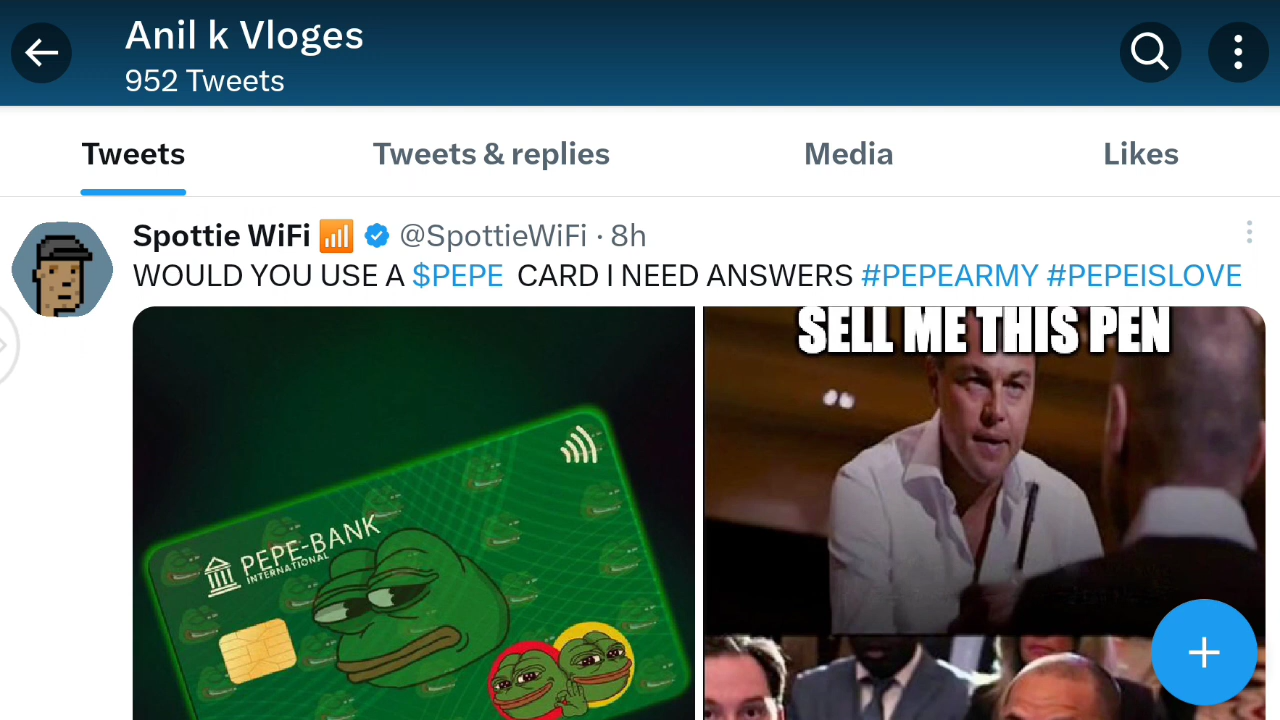 Anil k Vloges
952 Tweets
Tweets
Tweets & replies
Media
Likes
Spottie WiFi 📶 @SpottieWiFi · 8h
WOULD YOU USE A $PEPE CARD I NEED ANSWERS #PEPEARMY #PEPEISLOVE
SELL ME THIS PEN
PEPE-BANK
INTERNATIONAL